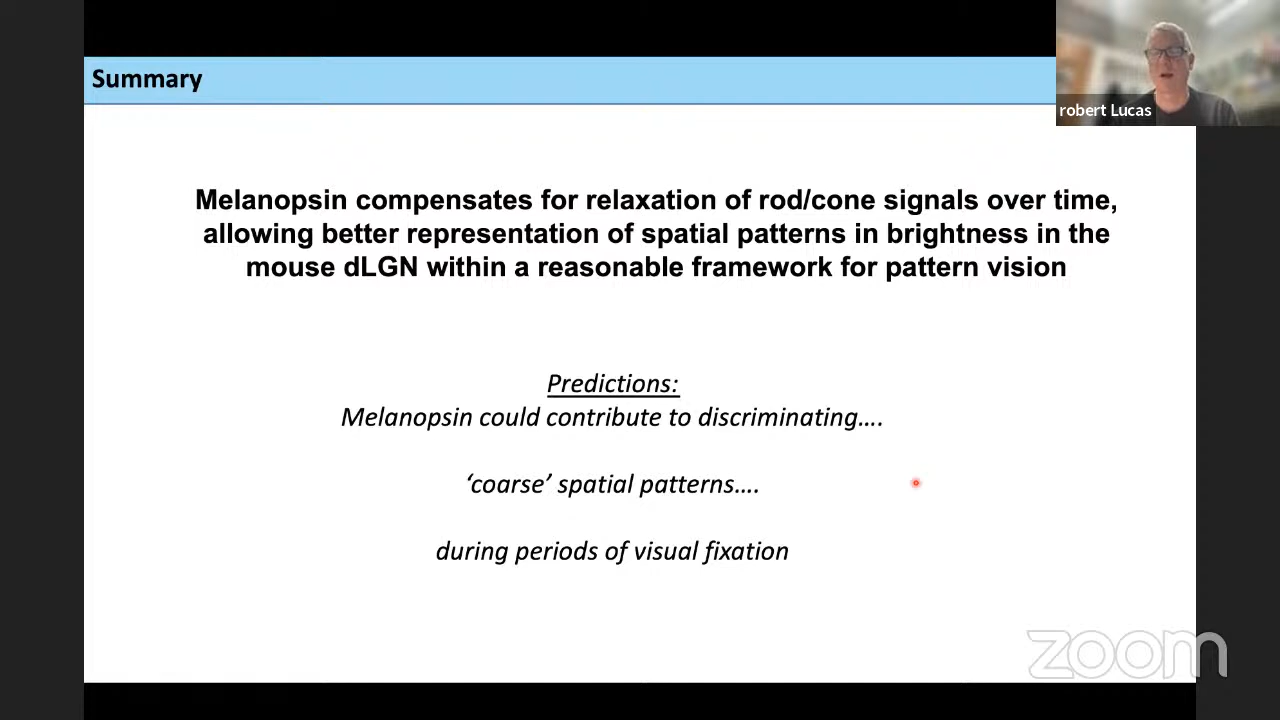 Summary
robert Lucas
Melanopsin compensates for relaxation of rod/cone signals over time,
allowing better representation of spatial patterns in brightness in the
mouse dLGN within a reasonable framework for pattern vision
Predictions:
Melanopsin could contribute to discriminating….
‘coarse’ spatial patterns….
during periods of visual fixation
zoom